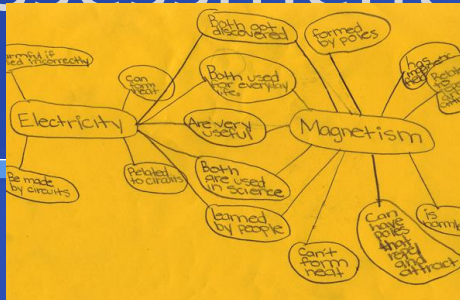 Both got
discovered
formed
by poles
harmful if
used incorrectly
can
form
heat
Both used
for everyday
life.
has
Electricity
Are very
useful
Magnetism
Be made
by circuits
Related
to circuits
Both
are used
in science
learned
by people
can't
form
heat
Can
have
poles
that
repel
and
attract
is